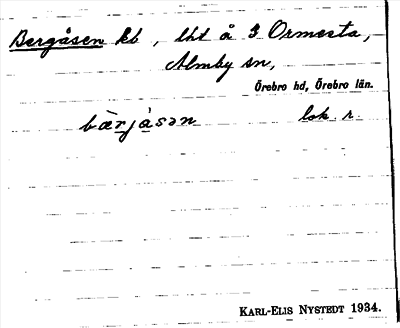 Bergåsen kb, lht å 3 Ormesta,
Almby sn,
Örebro hd, Örebro län.
bærjåsən lok. r.
KARL-ELIS NYSTEDT 1934.